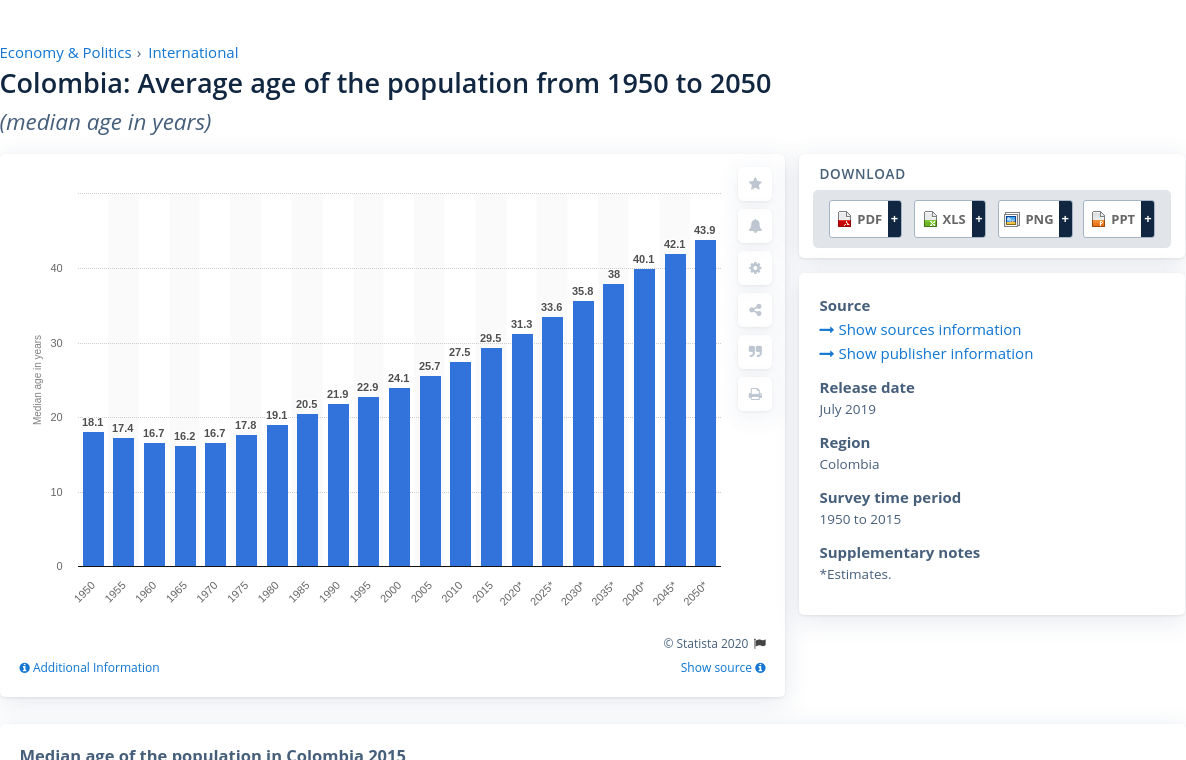 Economy & Politics › International
Colombia: Average age of the population from 1950 to 2050
(median age in years)
Median age in years
40
30
20
10
0
18.1
17.4
16.7
16.2
16.7
17.8
19.1
20.5
21.9
22.9
24.1
25.7
27.5
29.5
31.3
33.6
35.8
38
40.1
42.1
43.9
1950
1955
1960
1965
1970
1975
1980
1985
1990
1995
2000
2005
2010
2015
2020*
2025*
2030*
2035*
2040*
2045*
2050*
© Statista 2020
Additional Information
Show source
DOWNLOAD
PDF + XLS + PNG + PPT +
Source
Show sources information
Show publisher information
Release date
July 2019
Region
Colombia
Survey time period
1950 to 2015
Supplementary notes
*Estimates.
Median age of the population in Colombia 2015